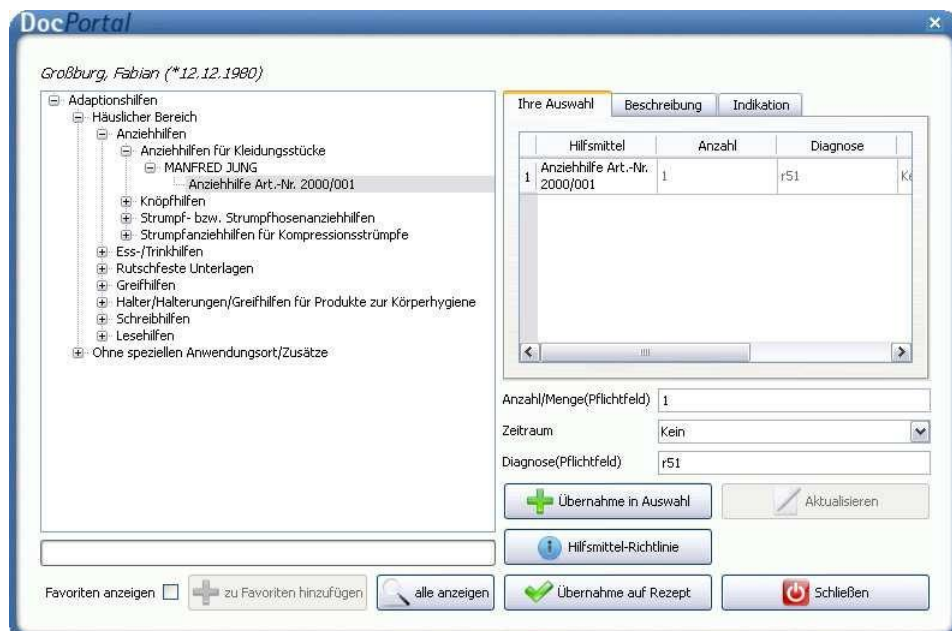 DocPortal
Großburg, Fabian (*12.12.1980)
Adaptionshilfen
Häuslicher Bereich
Anziehhilfen
Anziehhilfen für Kleidungsstücke
MANFRED JUNG
Anziehhilfe Art.-Nr. 2000/001
Knöpfhilfen
Strumpf- bzw. Strumpfhosenanziehhilfen
Strumpfanziehhilfen für Kompressionsstrümpfe
Ess-/Trinkhilfen
Rutschfeste Unterlagen
Greifhilfen
Halter/Halterungen/Greifhilfen für Produkte zur Körperhygiene
Schreibhilfen
Lesehilfen
Ohne speziellen Anwendungsort/Zusätze
Ihre Auswahl Beschreibung Indikation
Hilfsmittel Anzahl Diagnose
1 Anziehhilfe Art.-Nr. 2000/001 1 r51 Ke
Anzahl/Menge(Pflichtfeld) 1
Zeitraum Kein
Diagnose(Pflichtfeld) r51
Übernahme in Auswahl Aktualisieren
Hilfsmittel-Richtlinie
Favoriten anzeigen zu Favoriten hinzufügen alle anzeigen Übernahme auf Rezept Schließen